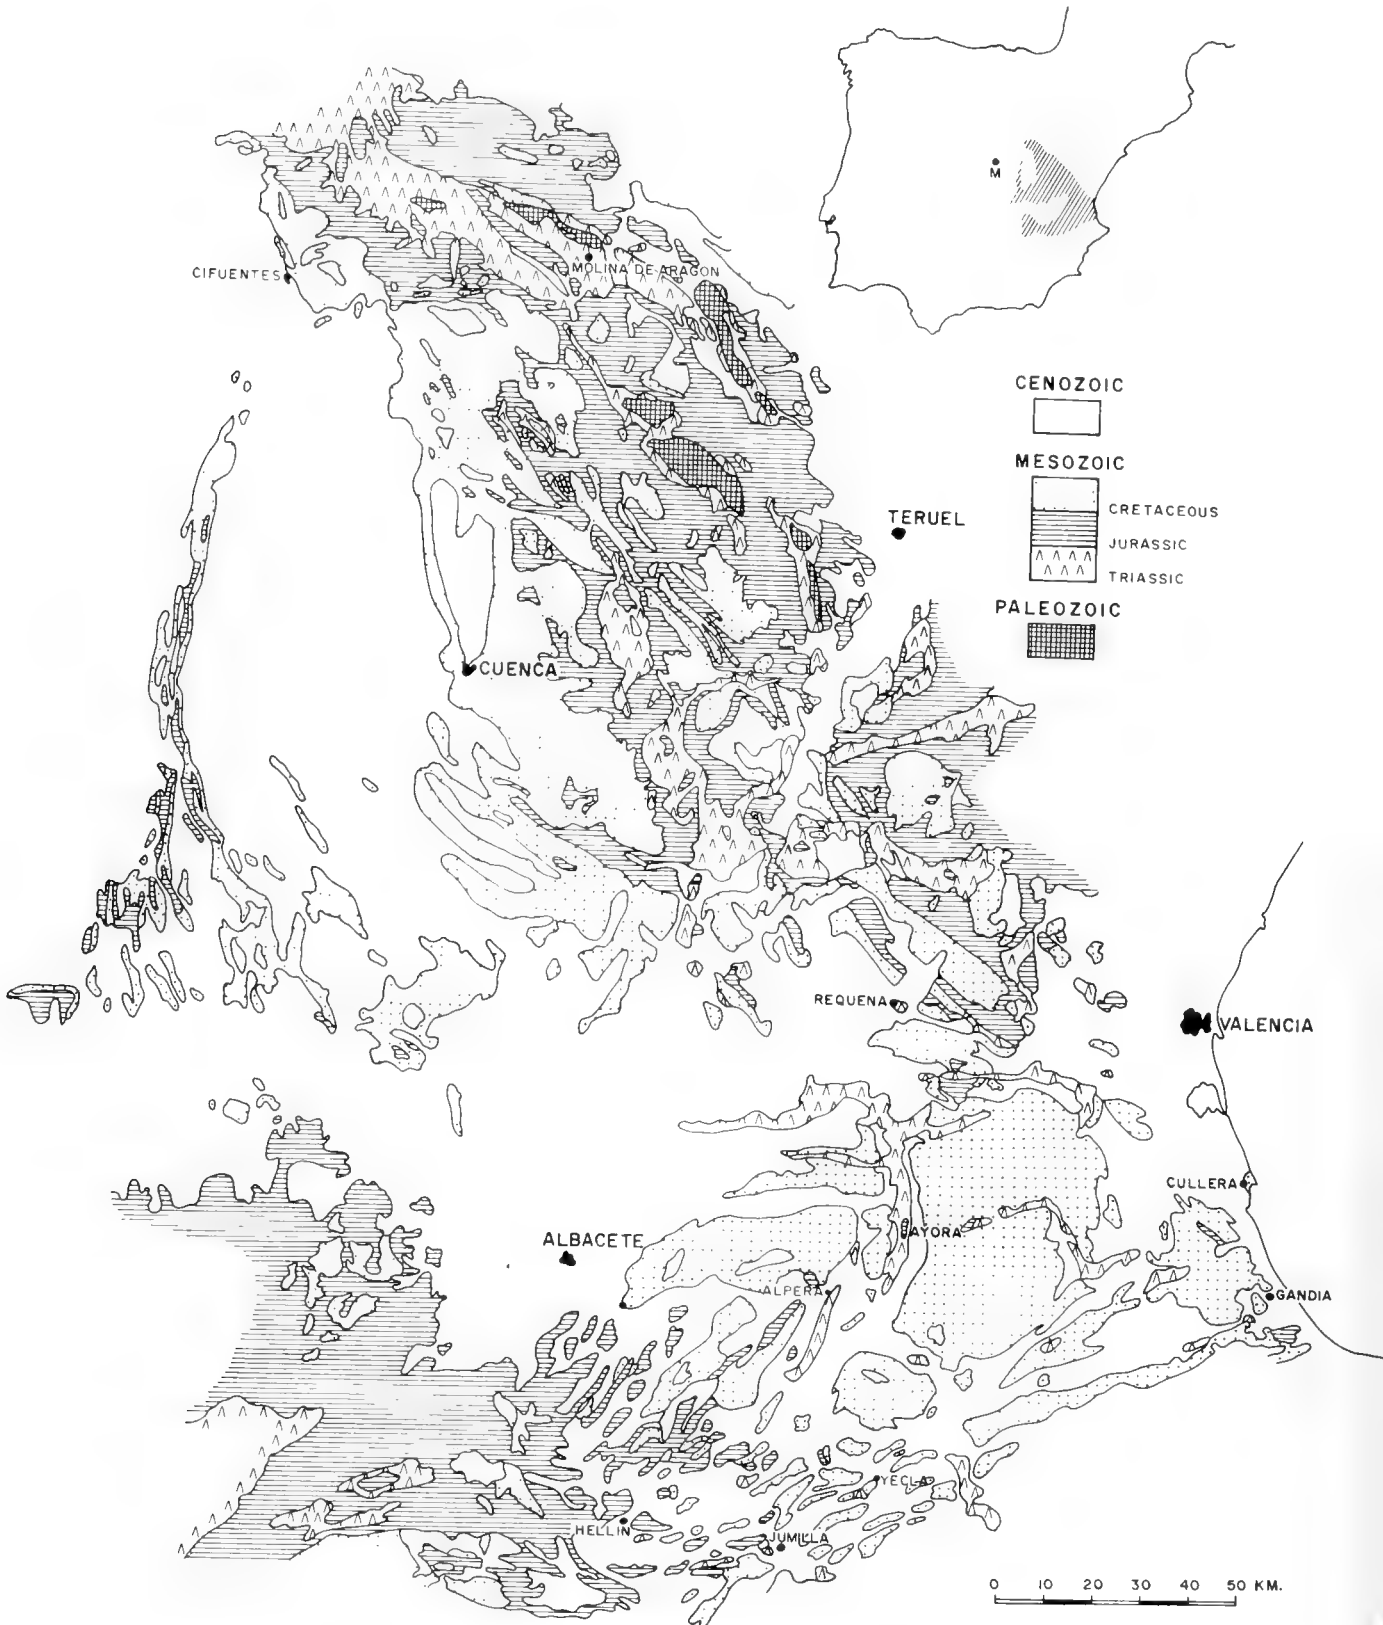 M
CIFUENTES
MOLINA DE ARAGON
CENOZOIC
MESOZOIC
CRETACEOUS
JURASSIC
TRIASSIC
PALEOZOIC
TERUEL
CUENCA
REQUENA
VALENCIA
CULLERA
ALBACETE
AYORA
ALPERA
GANDIA
YECLA
HELLIN
JUMILLA
0 10 20 30 40 50 KM.